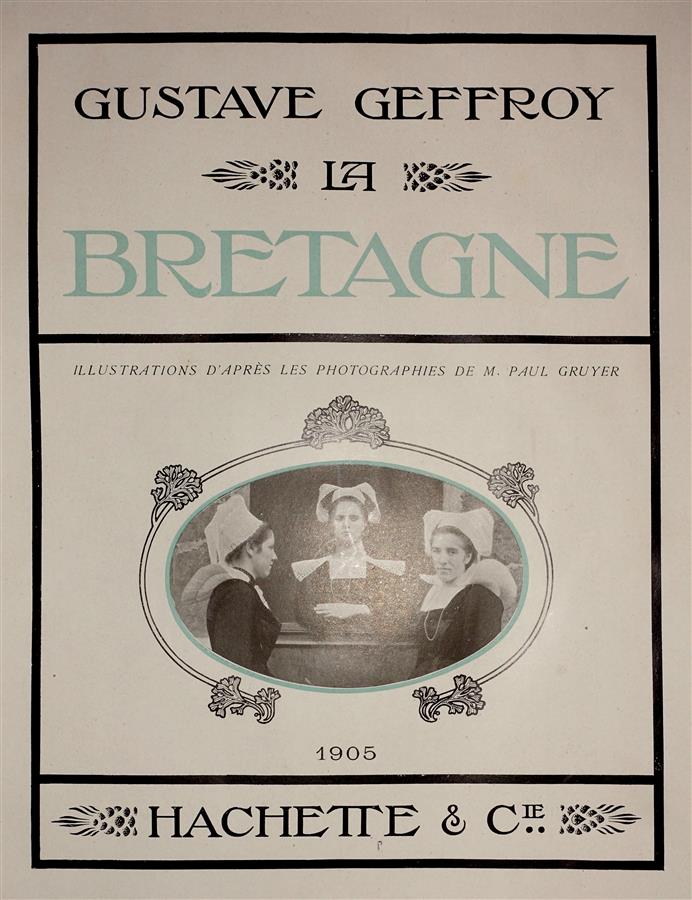 GUSTAVE GEFFROY
LA
BRETAGNE
ILLUSTRATIONS D'APRÈS LES PHOTOGRAPHIES DE M. PAUL GRUYER
1905
HACHETTE & CIE..